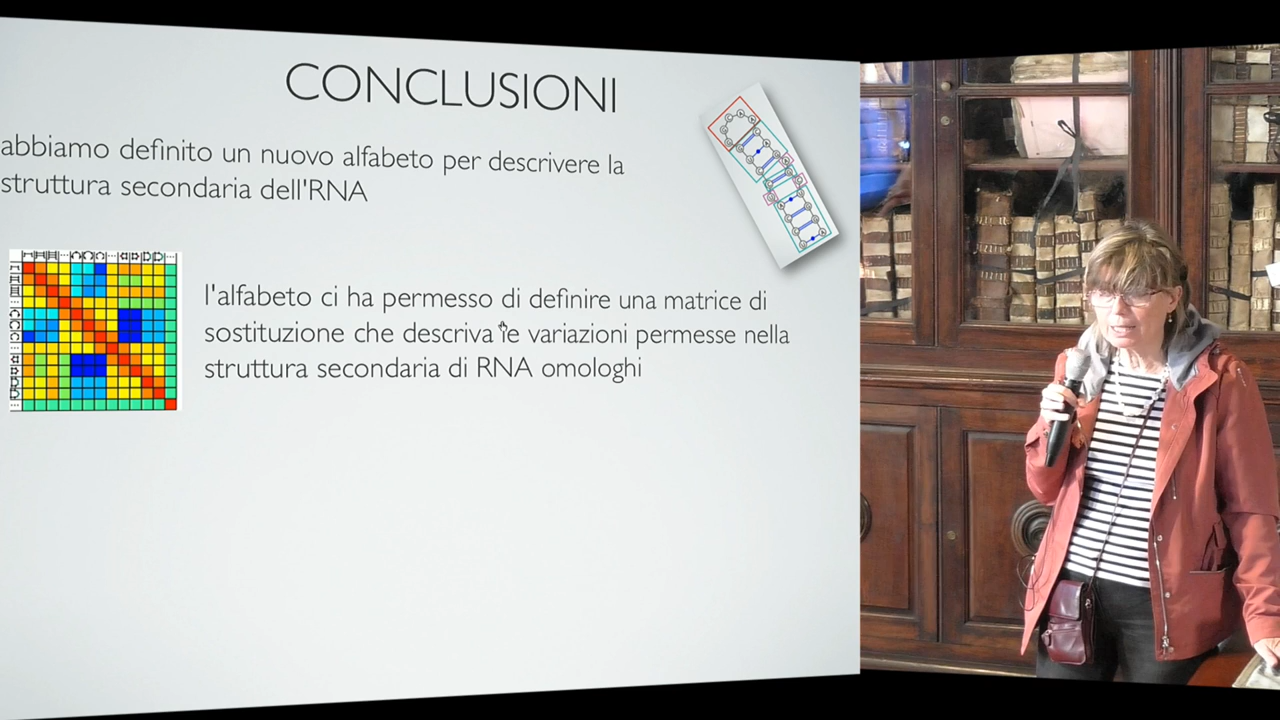 CONCLUSIONI
abbiamo definito un nuovo alfabeto per descrivere la
struttura secondaria dell'RNA
l'alfabeto ci ha permesso di definire una matrice di
sostituzione che descriva le variazioni permesse nella
struttura secondaria di RNA omologhi